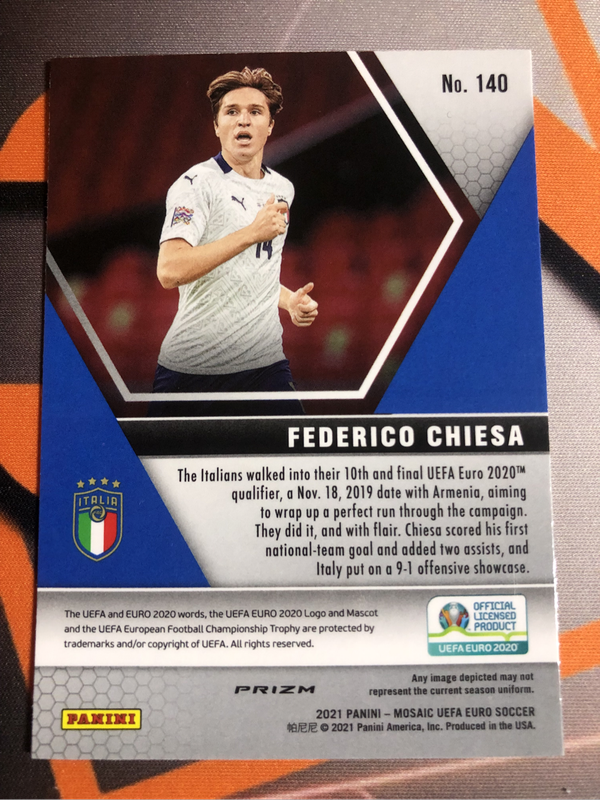 No. 140
14
FEDERICO CHIESA
The Italians walked into their 10th and final UEFA Euro 2020™
qualifier, a Nov. 18, 2019 date with Armenia, aiming
to wrap up a perfect run through the campaign.
They did it, and with flair. Chiesa scored his first
national-team goal and added two assists, and
Italy put on a 9-1 offensive showcase.
ITALIA
The UEFA and EURO 2020 words, the UEFA EURO 2020 Logo and Mascot
and the UEFA European Football Championship Trophy are protected by
trademarks and/or copyright of UEFA. All rights reserved.
OFFICIAL
LICENSED
PRODUCT
UEFA EURO 2020
PRIZM
Any image depicted may not
represent the current season uniform.
PANINI
2021 PANINI – MOSAIC UEFA EURO SOCCER
帕尼尼 © 2021 Panini America, Inc. Produced in the USA.